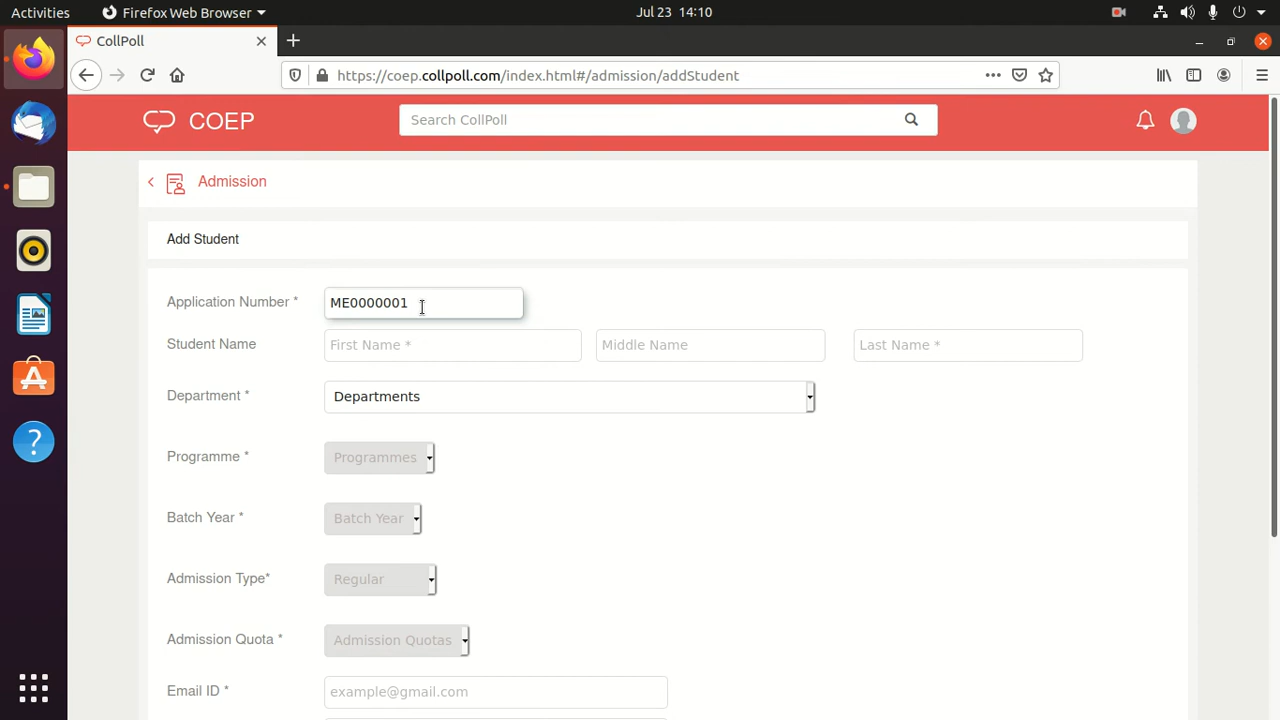 Activities Firefox Web Browser Jul 23 14:10
CollPoll
https://coep.collpoll.com/index.html#/admission/addStudent
COEP Search CollPoll
Admission
Add Student
Application Number * ME0000001
Student Name First Name * Middle Name Last Name *
Department * Departments
Programme * Programmes
Batch Year * Batch Year
Admission Type* Regular
Admission Quota * Admission Quotas
Email ID * example@gmail.com